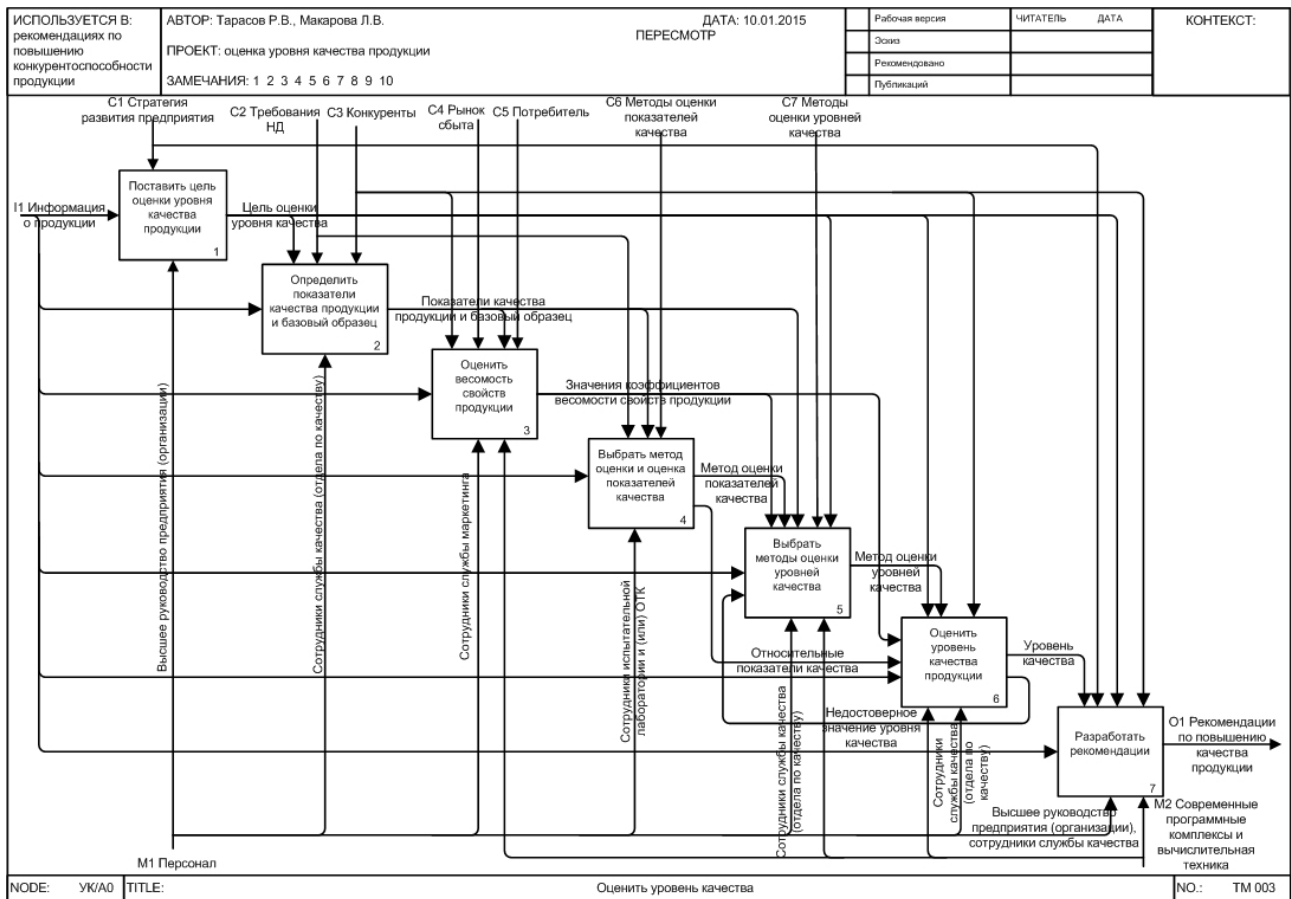 ИСПОЛЬЗУЕТСЯ В:
рекомендациях по
повышению
конкурентоспособности
продукции
АВТОР: Тарасов Р.В., Макарова Л.В.
ДАТА: 10.01.2015
ПЕРЕСМОТР
ПРОЕКТ: оценка уровня качества продукции
ЗАМЕЧАНИЯ: 1 2 3 4 5 6 7 8 9 10
Рабочая версия
Эскиз
Рекомендовано
Публикаций
ЧИТАТЕЛЬ ДАТА
КОНТЕКСТ:
C1 Стратегия
развития предприятия
C2 Требования
НД
C3 Конкуренты
C4 Рынок
сбыта
C5 Потребитель
C6 Методы оценки
показателей
качества
C7 Методы
оценки уровней
качества
I1 Информация
о продукции
Поставить цель
оценки уровня
качества
продукции
1
Цель оценки
уровня качества
Определить
показатели
качества продукции
и базовый образец
2
Показатели качества
продукции и базовый образец
Оценить
весомость
свойств
продукции
3
Значения коэффициентов
весомости свойств продукции
Выбрать метод
оценки и оценка
показателей
качества
4
Метод оценки
показателей
качества
Выбрать
методы оценки
уровней
качества
5
Метод оценки
уровней
качества
Относительные
показатели качества
Оценить
уровень
качества
продукции
6
Уровень
качества
Недостоверное
значение уровня
качества
Разработать
рекомендации
7
O1 Рекомендации
по повышению
качества
продукции
Высшее руководство предприятия (организации)
Сотрудники службы качества (отдела по качеству)
Сотрудники службы маркетинга
Сотрудники испытательной
лаборатории и (или) ОТК
Сотрудники службы качества
(отдела по качеству)
Сотрудники
службы качества
(отдела по
качеству)
Высшее руководство
предприятия (организации),
сотрудники службы качества
M1 Персонал
M2 Современные
программные
комплексы и
вычислительная
техника
NODE: УК/А0
TITLE:
Оценить уровень качества
NO.: ТМ 003